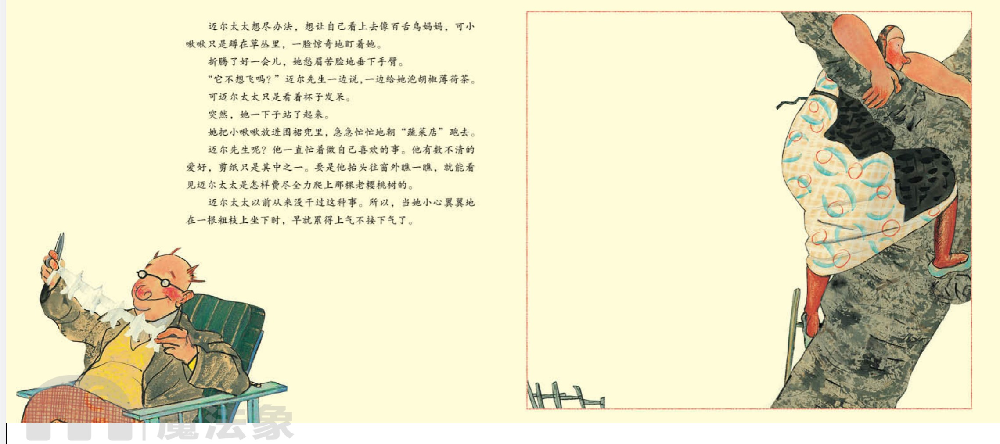 迈尔太太想尽办法，想让自己看上去像百舌鸟妈妈，可小
啾啾只是蹲在草丛里，一脸惊奇地盯着她。
折腾了好一会儿，她愁眉苦脸地垂下手臂。
“它不想飞吗？”迈尔先生一边说，一边给她泡胡椒薄荷茶。
可迈尔太太只是看着杯子发呆。
突然，她一下子站了起来。
她把小啾啾放进围裙兜里，急急忙忙地朝“蔬菜店”跑去。
迈尔先生呢？他一直忙着做自己喜欢的事。他有数不清的
爱好，剪纸只是其中之一。要是他抬头往窗外瞧一瞧，就能看
见迈尔太太是怎样费尽全力爬上那棵老樱桃树的。
迈尔太太以前从来没干过这种事。所以，当她小心翼翼地
在一根粗枝上坐下时，早就累得上气不接下气了。
魔法象